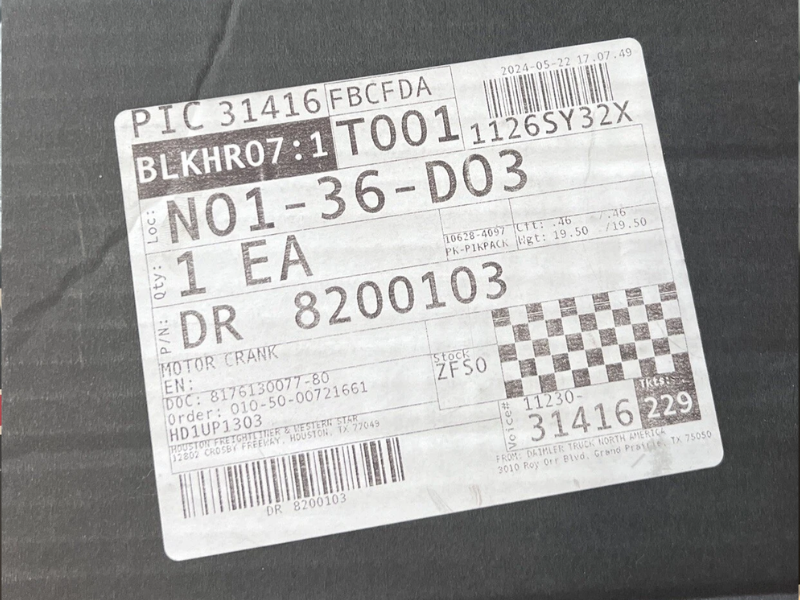 PIC 31416
FBCFDA
2024-05-22 17.07.49
BLKHR07:1
T001
1126SY32X
Loc: N01-36-D03
Qty: 1 EA
10628-4097
PK-PIKPACK
Cft: .46 /.46
Wgt: 19.50 /19.50
P/N: DR 8200103
MOTOR CRANK
EN:
DOC: 8176130077-80
Order: 010-50-00721661
HD1UP1303
HOUSTON FREIGHTLINER & WESTERN STAR
12802 CROSBY FREEWAY, HOUSTON, TX 77049
DR 8200103
Stock
ZFSO
11230-
31416
TKts:
229
FROM: DAIMLER TRUCK NORTH AMERICA
3010 Roy Orr Blvd, Grand Prairie, TX 75050